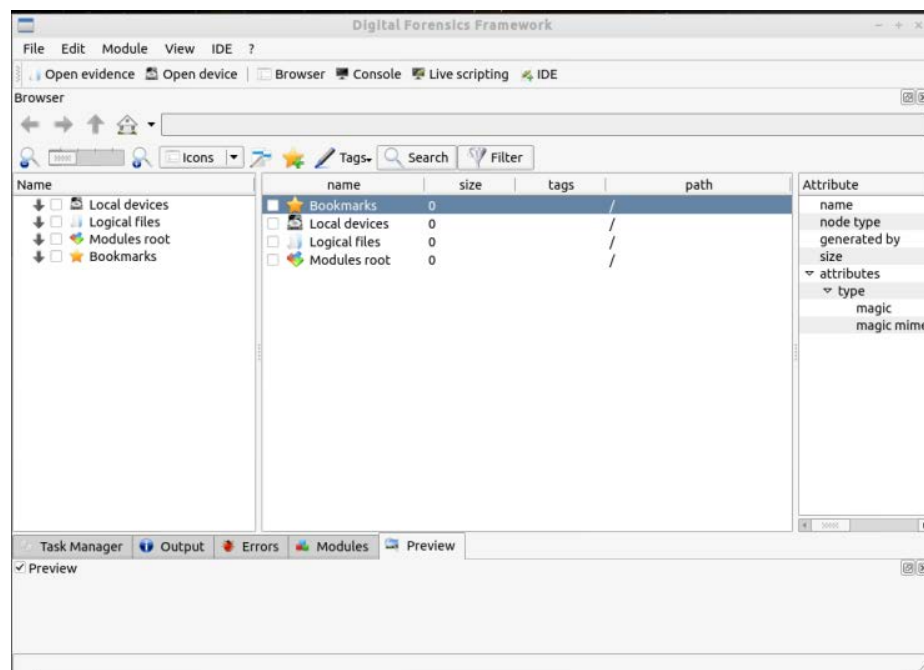 Digital Forensics Framework
File Edit Module View IDE ?
Open evidence Open device Browser Console Live scripting IDE
Browser
Icons Tags Search Filter
Name name size tags path Attribute
Local devices Bookmarks 0 / name
Logical files Local devices 0 / node type
Modules root Logical files 0 / generated by
Bookmarks Modules root 0 / size
attributes
type
magic
magic mime
Task Manager Output Errors Modules Preview
Preview